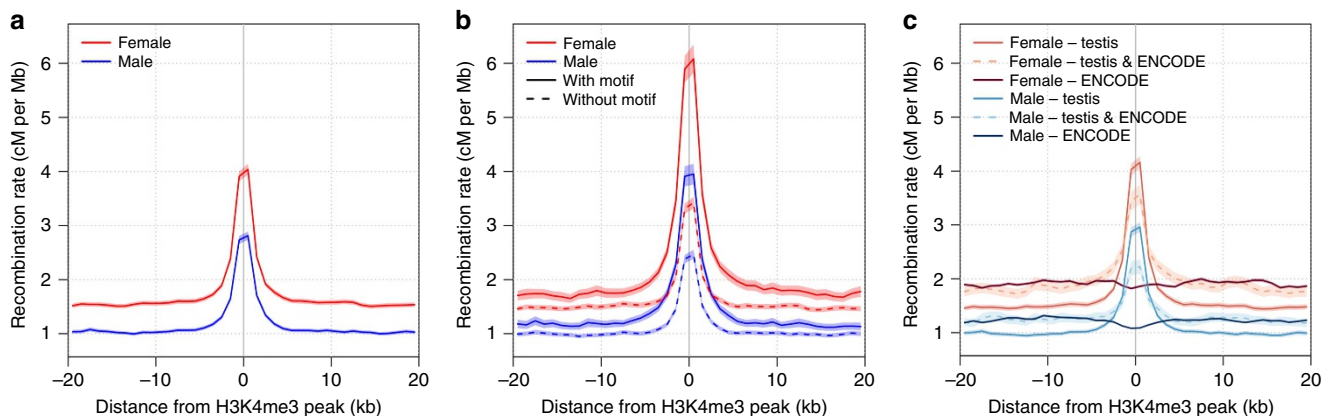 a
Recombination rate (cM per Mb)
6
5
4
3
2
1
Female
Male
−20
−10
0
10
20
Distance from H3K4me3 peak (kb)
b
Recombination rate (cM per Mb)
6
5
4
3
2
1
Female
Male
With motif
Without motif
−20
−10
0
10
20
Distance from H3K4me3 peak (kb)
c
Recombination rate (cM per Mb)
6
5
4
3
2
1
Female – testis
Female – testis & ENCODE
Female – ENCODE
Male – testis
Male – testis & ENCODE
Male – ENCODE
−20
−10
0
10
20
Distance from H3K4me3 peak (kb)